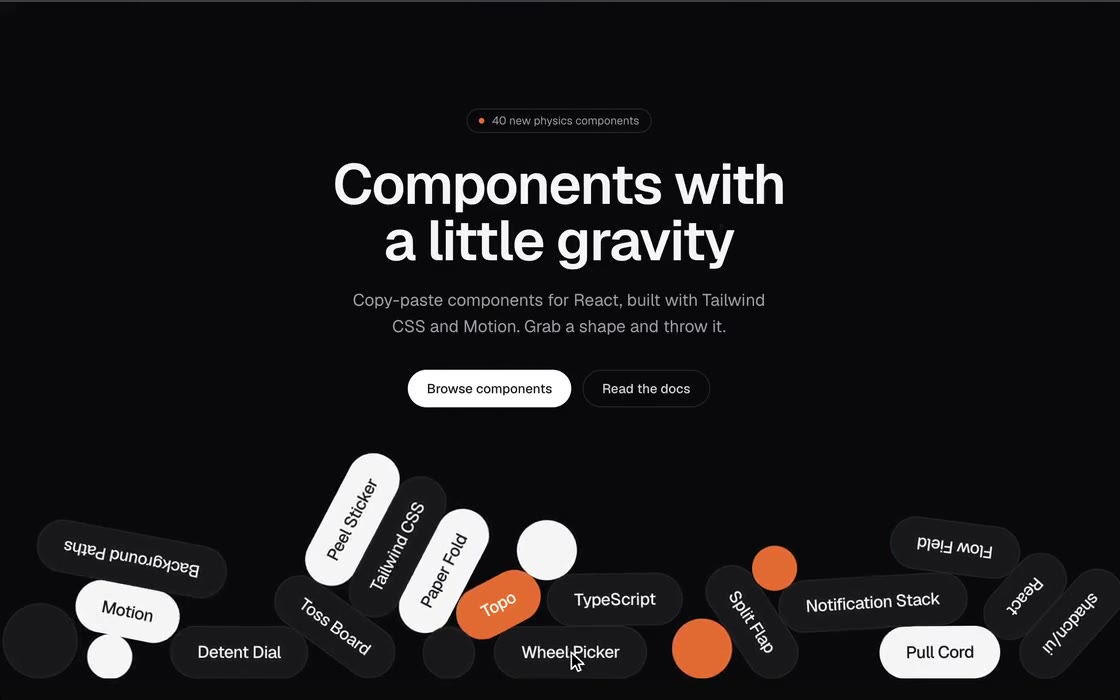 40 new physics components
Components with
a little gravity
Copy-paste components for React, built with Tailwind
CSS and Motion. Grab a shape and throw it.
Browse components
Read the docs
Peel Sticker
Tailwind CSS
Paper Fold
Background Paths
Flow Field
Motion
Toss Board
Topo
TypeScript
Split Flap
Notification Stack
React
shadcn/ui
Detent Dial
Wheel Picker
Pull Cord